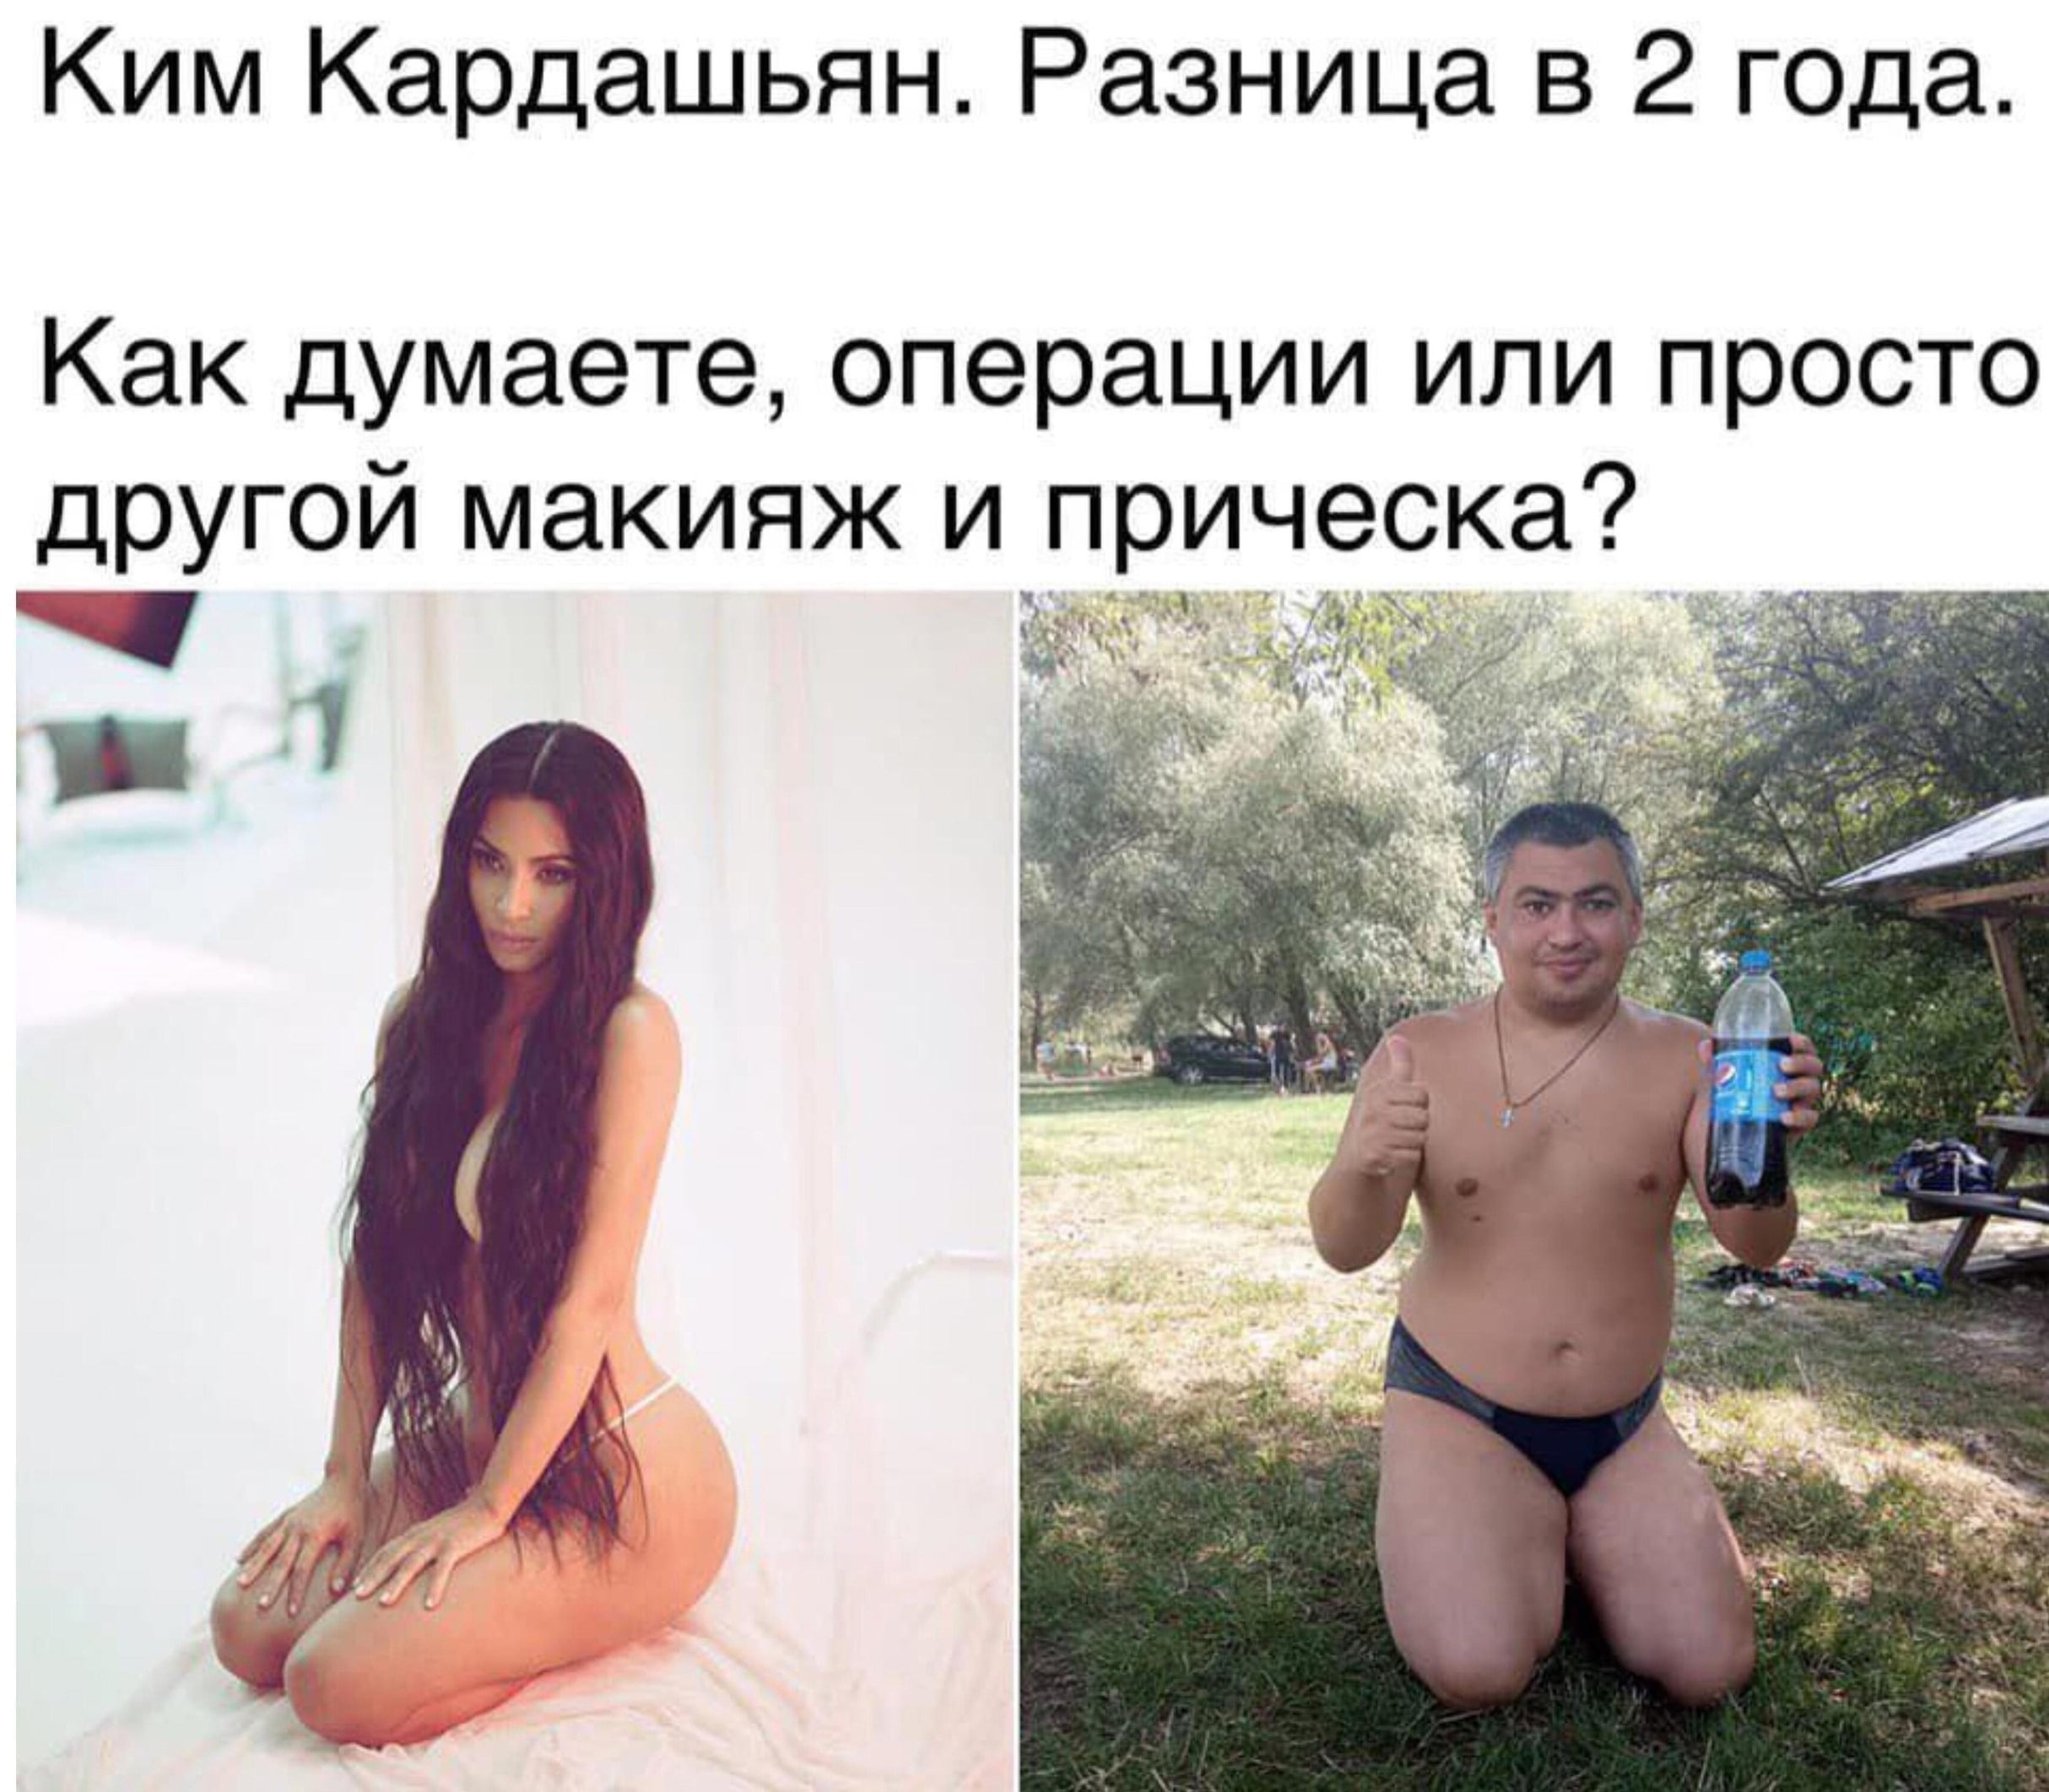 Ким Кардашьян. Разница в 2 года.
Как думаете, операции или просто
другой макияж и прическа?